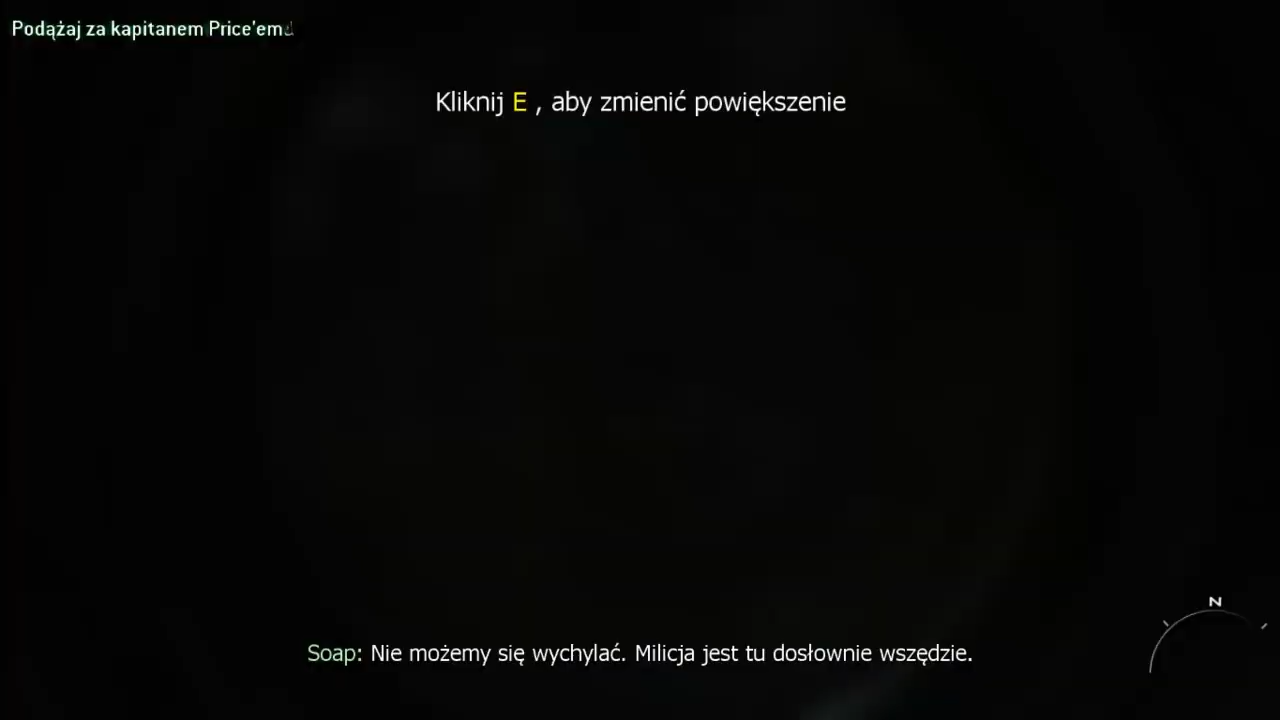 Podążaj za kapitanem Price'em
Kliknij E , aby zmienić powiększenie
N
Soap: Nie możemy się wychylać. Milicja jest tu dosłownie wszędzie.